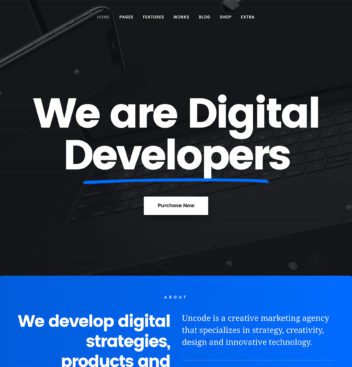 HOME PAGES FEATURES WORKS BLOG SHOP EXTRA
We are Digital
Developers
Purchase Now
ABOUT
We develop digital
strategies,
products and
Uncode is a creative marketing agency
that specializes in strategy, creativity,
design and innovative technology.